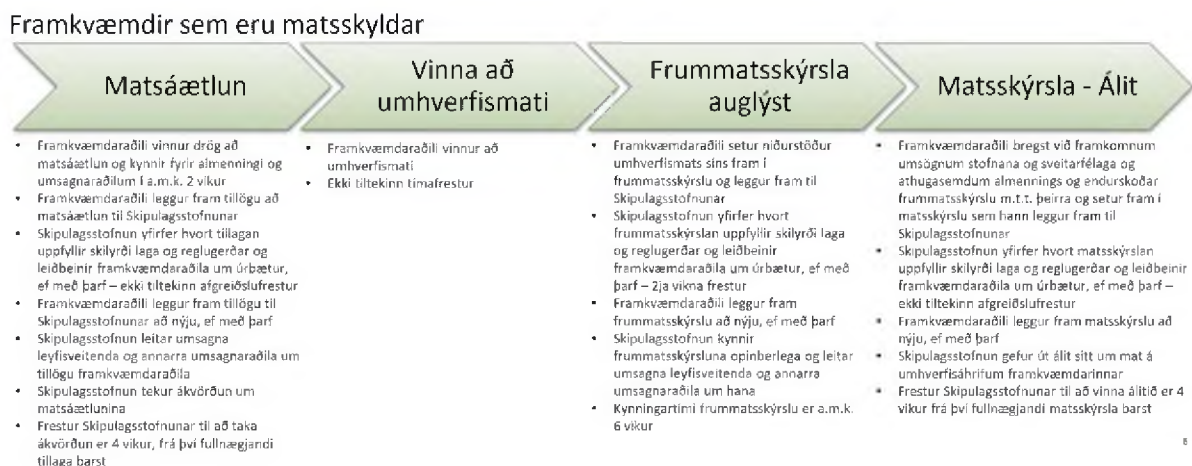 Framkvæmdir sem eru matsskyldar
Matsáætlun
• Framkvæmdaraðili vinnur drög að
matsáætlun og kynnir fyrir almenningi og
umsagnaraðilum í a.m.k. 2 vikur
• Framkvæmdaraðili leggur fram tillögu að
matsáætlun til Skipulagsstofnunar
• Skipulagsstofnun yfirfer hvort tillagan
uppfyllir skilyrði laga og reglugerðar og
leiðbeinir framkvæmdaraðila um úrbætur,
ef með þarf – ekki tiltekinn afgreiðslufrestur
• Framkvæmdaraðili leggur fram tillögu til
Skipulagsstofnunar að nýju, ef með þarf
• Skipulagsstofnun leitar umsagna
leyfisveitenda og annarra umsagnaraðila um
tillögu framkvæmdaraðila
• Skipulagsstofnun tekur ákvörðun um
matsáætlunina
• Frestur Skipulagsstofnunar til að taka
ákvörðun er 4 vikur, frá því fullnægjandi
tillaga barst
Vinna að
umhverfismati
• Framkvæmdaraðili vinnur að
umhverfismati
• Ekki tiltekinn tímafrestur
Frummatsskýrsla
auglýst
• Framkvæmdaraðili setur niðurstöður
umhverfismats síns fram í
frummatsskýrslu og leggur fram til
Skipulagsstofnunar
• Skipulagsstofnun yfirfer hvort
frummatsskýrslan uppfyllir skilyrði laga
og reglugerðar og leiðbeinir
framkvæmdaraðila um úrbætur, ef með
þarf – 2ja vikna frestur
• Framkvæmdaraðili leggur fram
frummatsskýrslu að nýju, ef með þarf
• Skipulagsstofnun kynnir
frummatsskýrsluna opinberlega og leitar
umsagna leyfisveitenda og annarra
umsagnaraðila um hana
• Kynningartími frummatsskýrslu er a.m.k.
6 vikur
Matsskýrsla - Álit
• Framkvæmdaraðili bregst við framkomnum
umsögnum stofnana og sveitarfélaga og
athugasemdum almennings og endurskoðar
frummatsskýrslu m.t.t. þeirra og setur fram í
matsskýrslu sem hann leggur fram til
Skipulagsstofnunar
• Skipulagsstofnun yfirfer hvort matsskýrslan
uppfyllir skilyrði laga og reglugerðar og leiðbeinir
framkvæmdaraðila um úrbætur, ef með þarf –
ekki tiltekinn afgreiðslufrestur
• Framkvæmdaraðili leggur fram matsskýrslu að
nýju, ef með þarf
• Skipulagsstofnun gefur út álit sitt um mat á
umhverfisáhrifum framkvæmdarinnar
• Frestur Skipulagsstofnunar til að vinna álitið er 4
vikur frá því fullnægjandi matsskýrsla barst